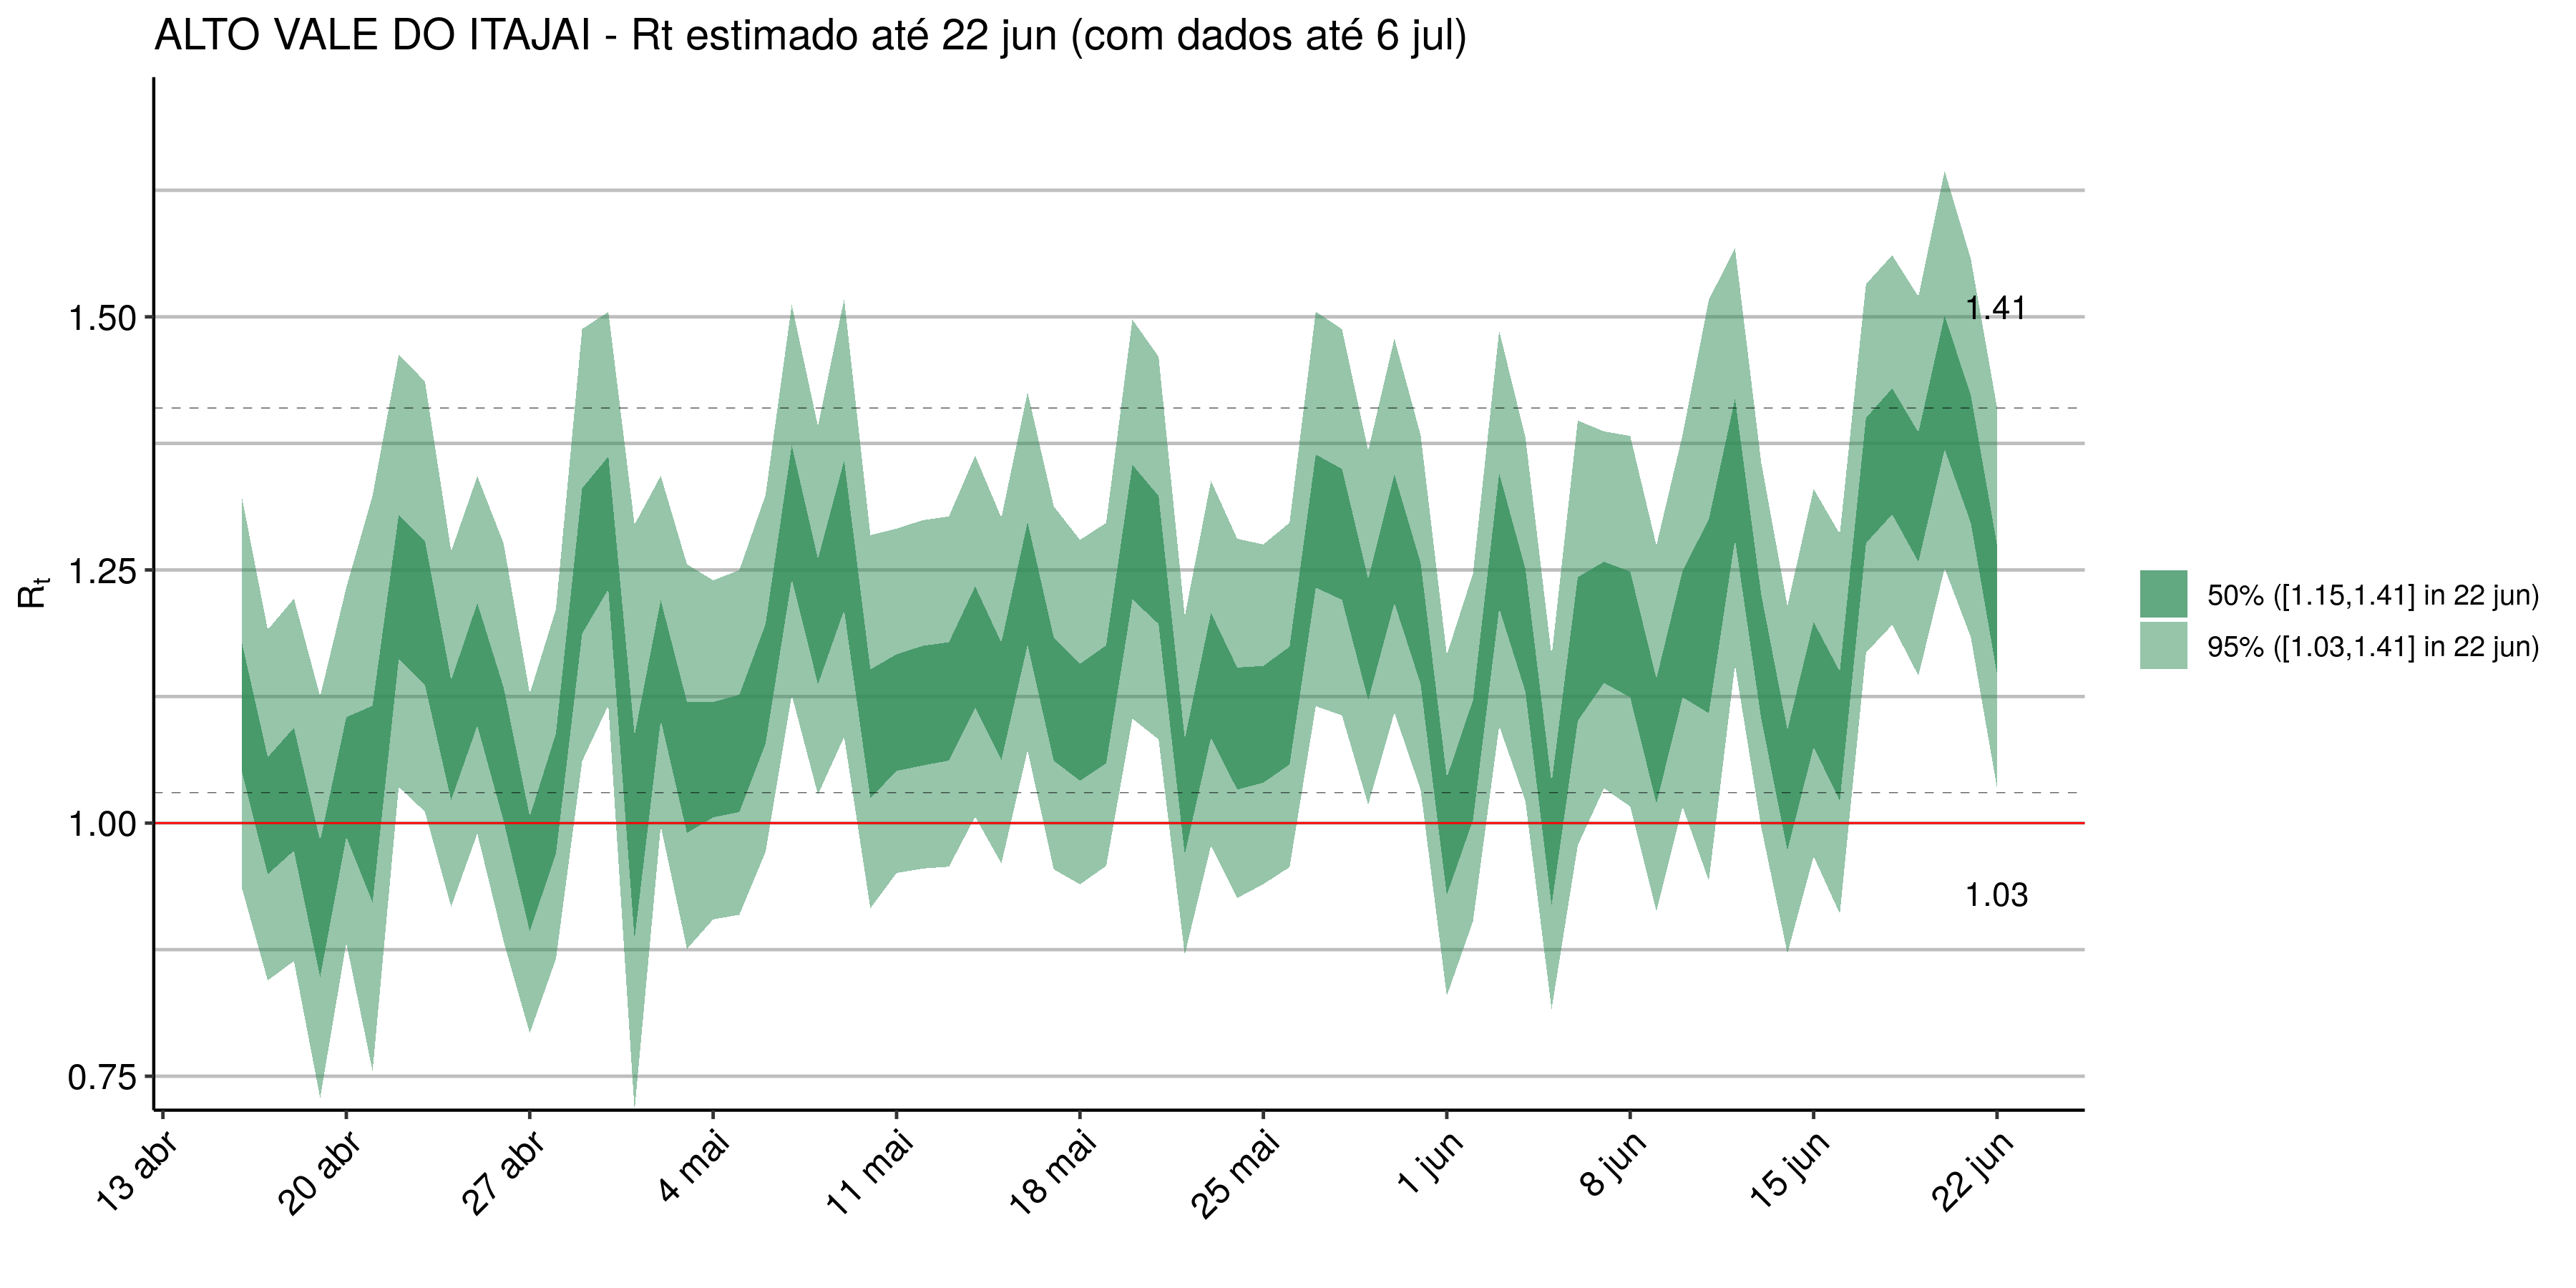 ALTO VALE DO ITAJAI - Rt estimado até 22 jun (com dados até 6 jul)
1.50
1.25
1.00
0.75
Rt
1.41
1.03
50% ([1.15,1.41] in 22 jun)
95% ([1.03,1.41] in 22 jun)
13 abr
20 abr
27 abr
4 mai
11 mai
18 mai
25 mai
1 jun
8 jun
15 jun
22 jun